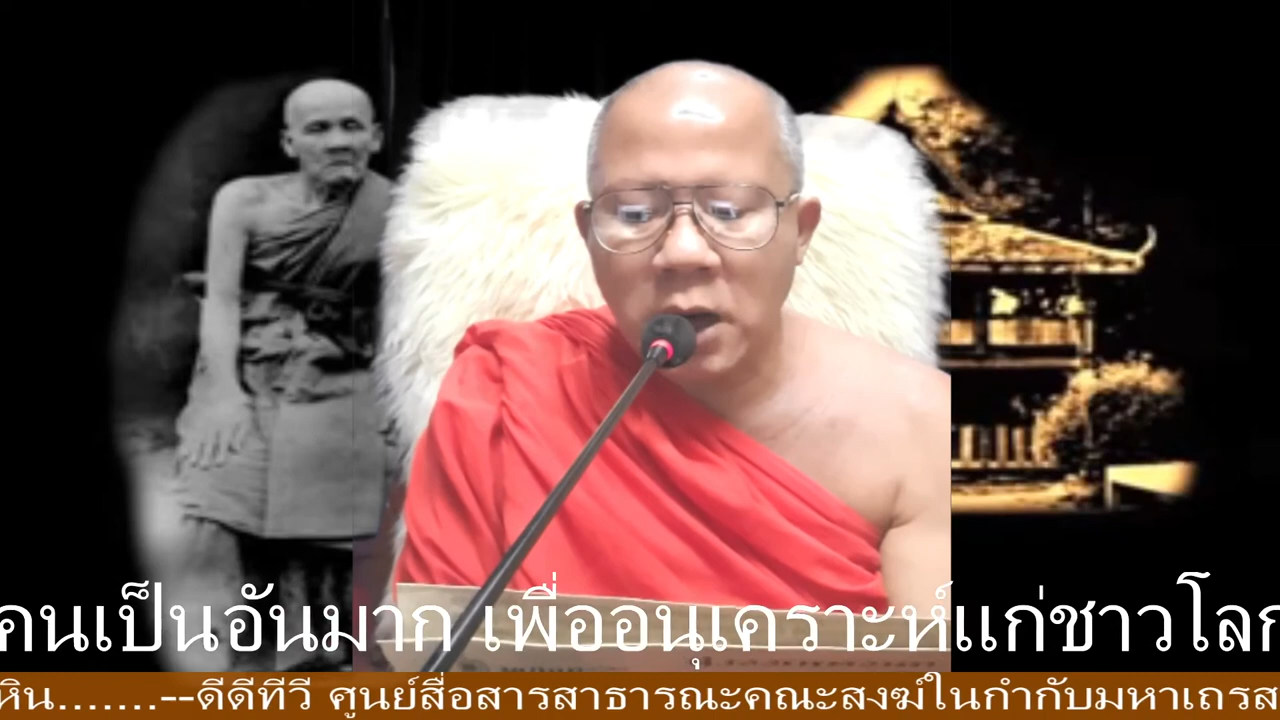 คนเป็นอันมาก เพื่ออนุเคราะห์แก่ชาวโลก
หิน.......--ดีดีทีวี ศูนย์สื่อสารสาธารณะคณะสงฆ์ในกำกับมหาเถรส